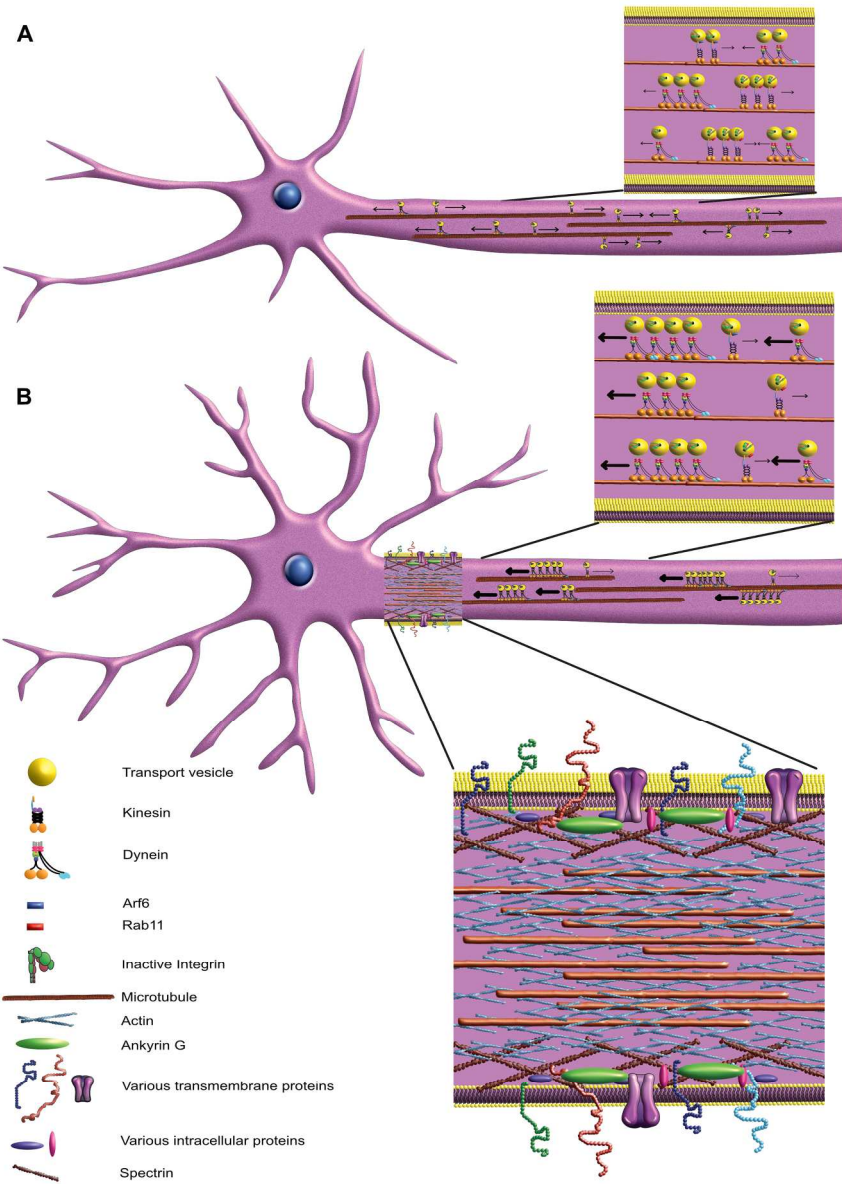 A
B
Transport vesicle
Kinesin
Dynein
Arf6
Rab11
Inactive Integrin
Microtubule
Actin
Ankyrin G
Various transmembrane proteins
Various intracellular proteins
Spectrin